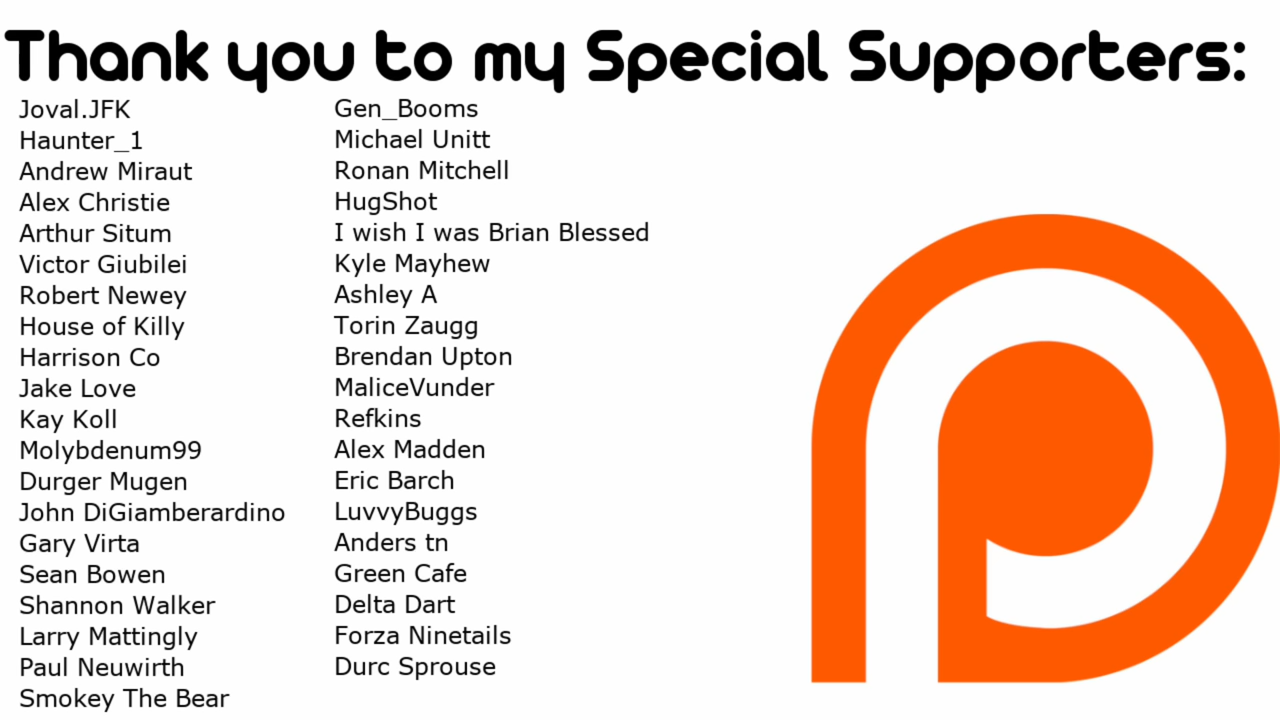 Thank you to my Special Supporters:
Joval.JFK
Haunter_1
Andrew Miraut
Alex Christie
Arthur Situm
Victor Giubilei
Robert Newey
House of Killy
Harrison Co
Jake Love
Kay Koll
Molybdenum99
Durger Mugen
John DiGiamberardino
Gary Virta
Sean Bowen
Shannon Walker
Larry Mattingly
Paul Neuwirth
Smokey The Bear
Gen_Booms
Michael Unitt
Ronan Mitchell
HugShot
I wish I was Brian Blessed
Kyle Mayhew
Ashley A
Torin Zaugg
Brendan Upton
MaliceVunder
Refkins
Alex Madden
Eric Barch
LuvvyBuggs
Anders tn
Green Cafe
Delta Dart
Forza Ninetails
Durc Sprouse